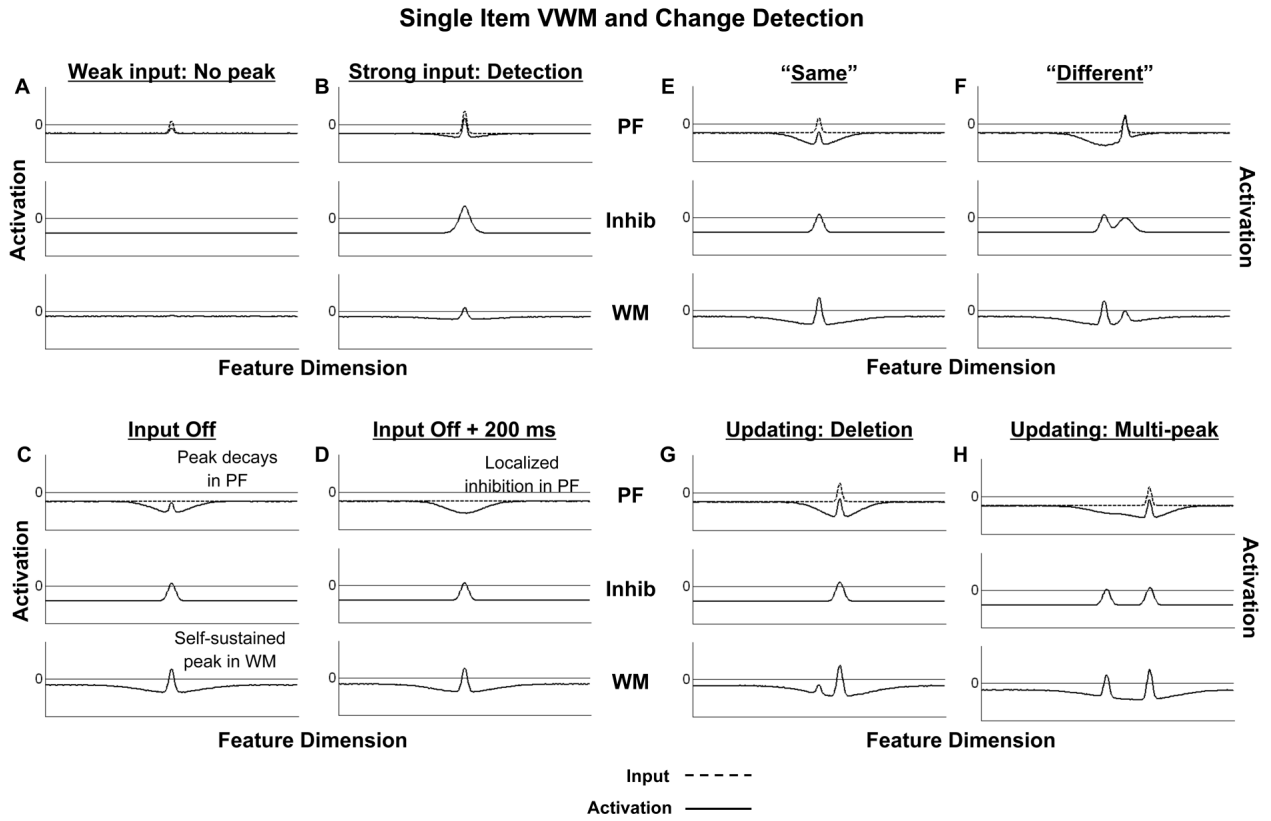 Single Item VWM and Change Detection
A
Weak input: No peak
B
Strong input: Detection
E
“Same”
F
“Different”
0
0
PF
0
0
Activation
0
0
Inhib
0
0
Activation
0
0
WM
0
0
Feature Dimension
Feature Dimension
Input Off
Input Off + 200 ms
Updating: Deletion
Updating: Multi-peak
C
Peak decays
in PF
D
Localized
inhibition in PF
G
H
0
0
PF
0
0
Activation
0
0
Inhib
0
0
Activation
Self-sustained
peak in WM
0
0
WM
0
0
Feature Dimension
Feature Dimension
Input
Activation